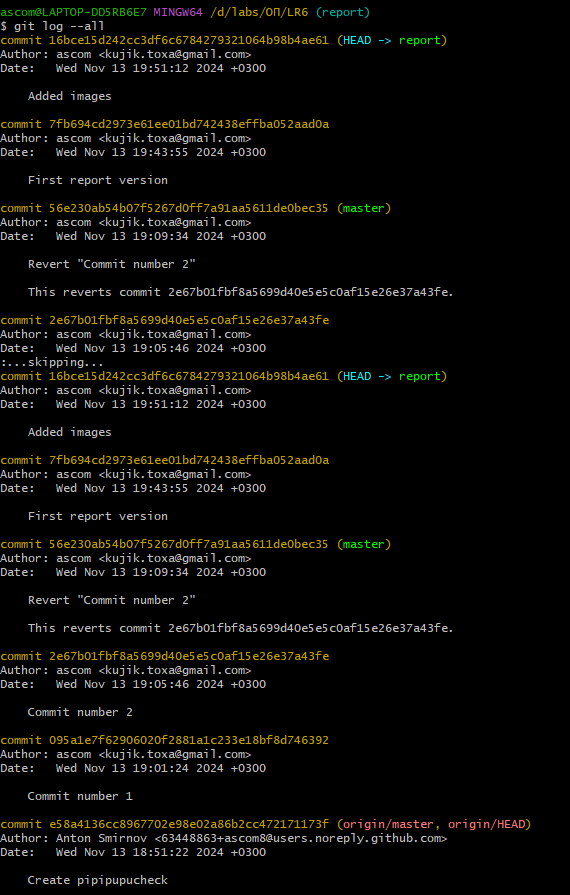 ascom@LAPTOP-DD5RB6E7 MINGW64 /d/labs/ОП/LR6 (report)
$ git log --all
commit 16bce15d242cc3df6c6784279321064b98b4ae61 (HEAD -> report)
Author: ascom <kujik.toxa@gmail.com>
Date:   Wed Nov 13 19:51:12 2024 +0300
    Added images
commit 7fb694cd2973e61ee01bd742438effba052aad0a
Author: ascom <kujik.toxa@gmail.com>
Date:   Wed Nov 13 19:43:55 2024 +0300
    First report version
commit 56e230ab54b07f5267d0ff7a91aa5611de0bec35 (master)
Author: ascom <kujik.toxa@gmail.com>
Date:   Wed Nov 13 19:09:34 2024 +0300
    Revert "Commit number 2"
    This reverts commit 2e67b01fbf8a5699d40e5e5c0af15e26e37a43fe.
commit 2e67b01fbf8a5699d40e5e5c0af15e26e37a43fe
Author: ascom <kujik.toxa@gmail.com>
Date:   Wed Nov 13 19:05:46 2024 +0300
:...skipping...
commit 16bce15d242cc3df6c6784279321064b98b4ae61 (HEAD -> report)
Author: ascom <kujik.toxa@gmail.com>
Date:   Wed Nov 13 19:51:12 2024 +0300
    Added images
commit 7fb694cd2973e61ee01bd742438effba052aad0a
Author: ascom <kujik.toxa@gmail.com>
Date:   Wed Nov 13 19:43:55 2024 +0300
    First report version
commit 56e230ab54b07f5267d0ff7a91aa5611de0bec35 (master)
Author: ascom <kujik.toxa@gmail.com>
Date:   Wed Nov 13 19:09:34 2024 +0300
    Revert "Commit number 2"
    This reverts commit 2e67b01fbf8a5699d40e5e5c0af15e26e37a43fe.
commit 2e67b01fbf8a5699d40e5e5c0af15e26e37a43fe
Author: ascom <kujik.toxa@gmail.com>
Date:   Wed Nov 13 19:05:46 2024 +0300
    Commit number 2
commit 095a1e7f62906020f2881a1c233e18bf8d746392
Author: ascom <kujik.toxa@gmail.com>
Date:   Wed Nov 13 19:01:24 2024 +0300
    Commit number 1
commit e58a4136cc8967702e98e02a86b2cc472171173f (origin/master, origin/HEAD)
Author: Anton Smirnov <63448863+ascom8@users.noreply.github.com>
Date:   Wed Nov 13 18:51:22 2024 +0300
    Create pipipupucheck